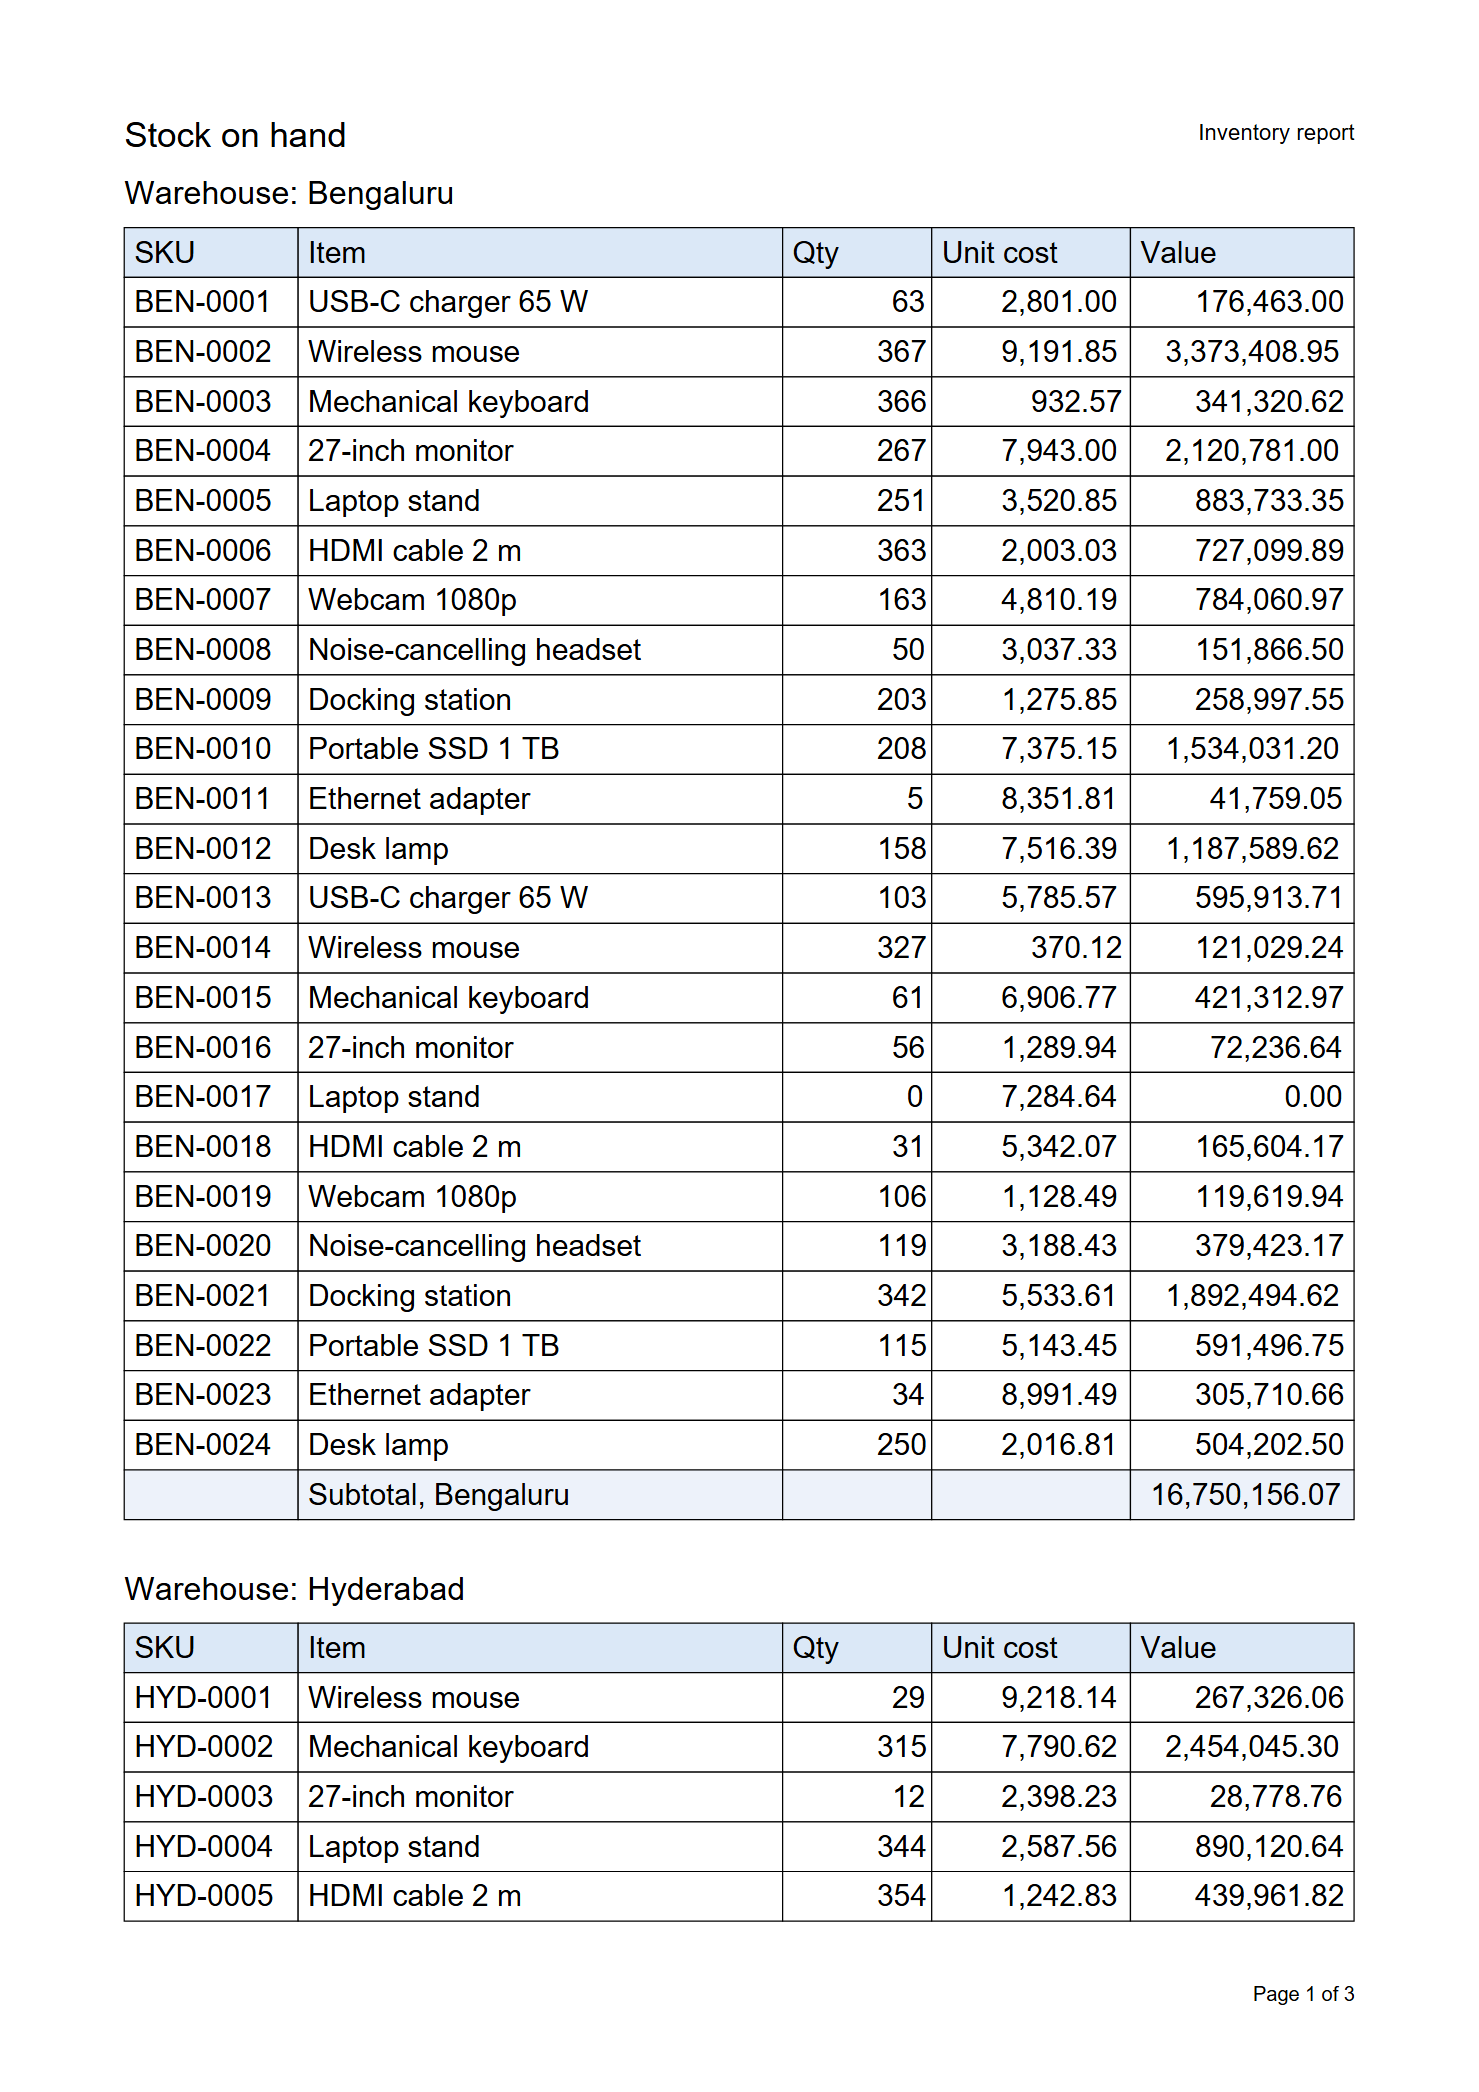 Stock on hand
Inventory report
Warehouse: Bengaluru
SKU Item Qty Unit cost Value
BEN-0001 USB-C charger 65 W 63 2,801.00 176,463.00
BEN-0002 Wireless mouse 367 9,191.85 3,373,408.95
BEN-0003 Mechanical keyboard 366 932.57 341,320.62
BEN-0004 27-inch monitor 267 7,943.00 2,120,781.00
BEN-0005 Laptop stand 251 3,520.85 883,733.35
BEN-0006 HDMI cable 2 m 363 2,003.03 727,099.89
BEN-0007 Webcam 1080p 163 4,810.19 784,060.97
BEN-0008 Noise-cancelling headset 50 3,037.33 151,866.50
BEN-0009 Docking station 203 1,275.85 258,997.55
BEN-0010 Portable SSD 1 TB 208 7,375.15 1,534,031.20
BEN-0011 Ethernet adapter 5 8,351.81 41,759.05
BEN-0012 Desk lamp 158 7,516.39 1,187,589.62
BEN-0013 USB-C charger 65 W 103 5,785.57 595,913.71
BEN-0014 Wireless mouse 327 370.12 121,029.24
BEN-0015 Mechanical keyboard 61 6,906.77 421,312.97
BEN-0016 27-inch monitor 56 1,289.94 72,236.64
BEN-0017 Laptop stand 0 7,284.64 0.00
BEN-0018 HDMI cable 2 m 31 5,342.07 165,604.17
BEN-0019 Webcam 1080p 106 1,128.49 119,619.94
BEN-0020 Noise-cancelling headset 119 3,188.43 379,423.17
BEN-0021 Docking station 342 5,533.61 1,892,494.62
BEN-0022 Portable SSD 1 TB 115 5,143.45 591,496.75
BEN-0023 Ethernet adapter 34 8,991.49 305,710.66
BEN-0024 Desk lamp 250 2,016.81 504,202.50
Subtotal, Bengaluru 16,750,156.07
Warehouse: Hyderabad
SKU Item Qty Unit cost Value
HYD-0001 Wireless mouse 29 9,218.14 267,326.06
HYD-0002 Mechanical keyboard 315 7,790.62 2,454,045.30
HYD-0003 27-inch monitor 12 2,398.23 28,778.76
HYD-0004 Laptop stand 344 2,587.56 890,120.64
HYD-0005 HDMI cable 2 m 354 1,242.83 439,961.82
Page 1 of 3